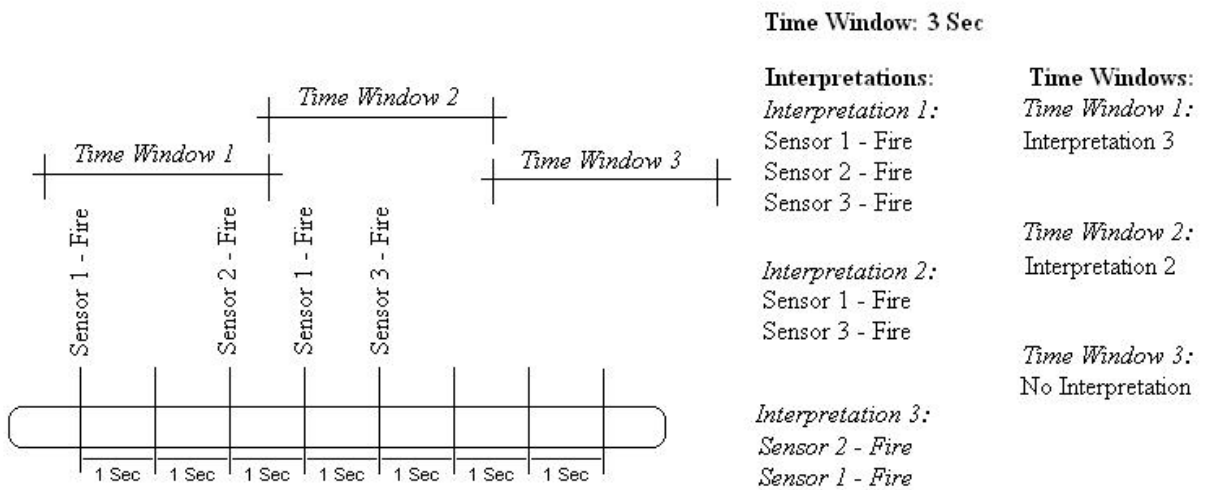 Time Window: 3 Sec
Time Window 2
Time Window 1
Time Window 3
Sensor 1 - Fire
Sensor 2 - Fire
Sensor 1 - Fire
Sensor 3 - Fire
1 Sec
1 Sec
1 Sec
1 Sec
1 Sec
1 Sec
1 Sec
Interpretations:
Interpretation 1:
Sensor 1 - Fire
Sensor 2 - Fire
Sensor 3 - Fire
Interpretation 2:
Sensor 1 - Fire
Sensor 3 - Fire
Interpretation 3:
Sensor 2 - Fire
Sensor 1 - Fire
Time Windows:
Time Window 1:
Interpretation 3
Time Window 2:
Interpretation 2
Time Window 3:
No Interpretation